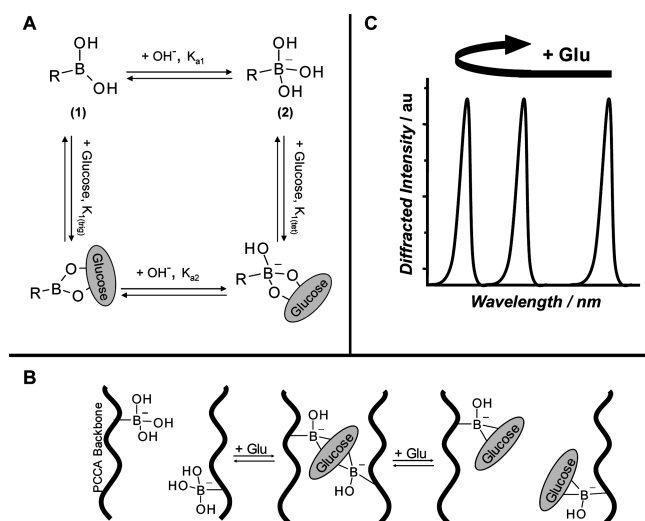 A
OH
B
R
OH
(1)
+ OH⁻, Kₐ₁
OH
B⁻
R
OH
OH
(2)
+ Glucose, K₁₍trig₎
+ Glucose, K₁₍tet₎
R
B
O
O
Glucose
+ OH⁻, Kₐ₂
HO
B⁻
R
O
O
Glucose
C
+ Glu
Diffracted Intensity / au
Wavelength / nm
B
PCCA Backbone
OH
B⁻
OH
OH
HO
HO
B⁻
OH
+ Glu
OH
B⁻
Glucose
B⁻
HO
+ Glu
OH
B⁻
Glucose
Glucose
B⁻
HO